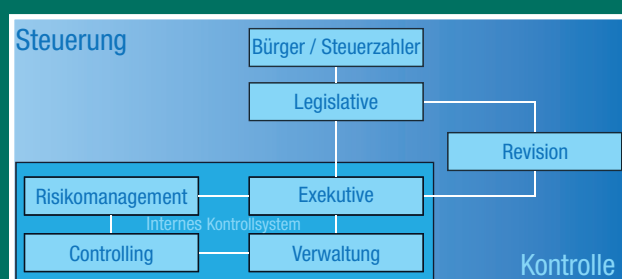 Steuerung
Bürger / Steuerzahler
Legislative
Revision
Risikomanagement
Exekutive
Internes Kontrollsystem
Controlling
Verwaltung
Kontrolle